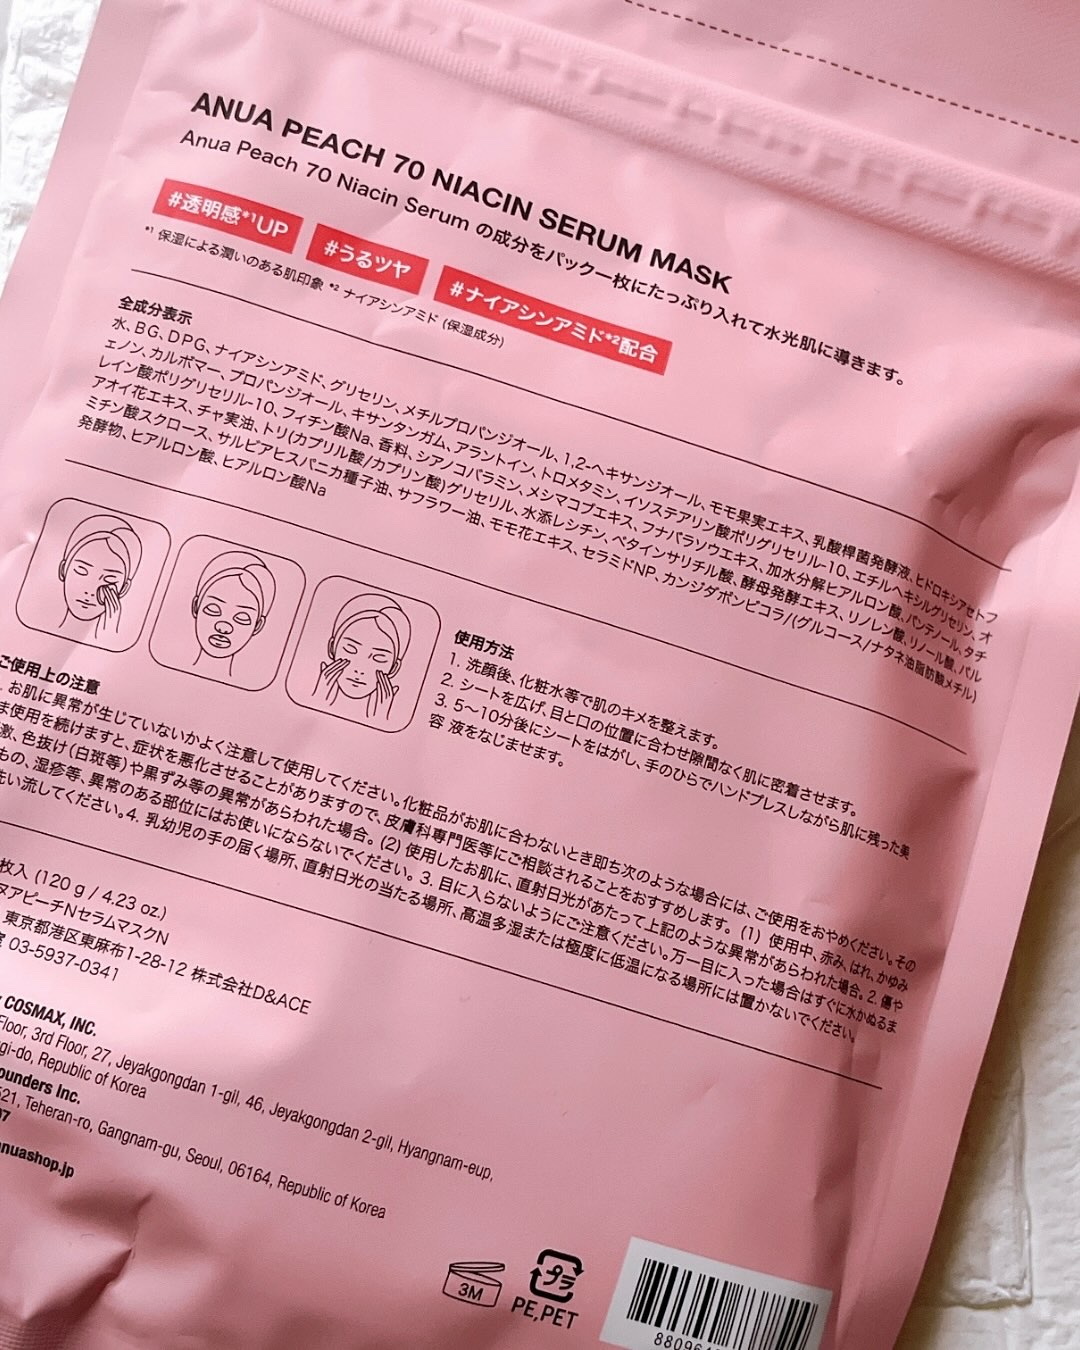 ANUA PEACH 70 NIACIN SERUM MASK
Anua Peach 70 Niacin Serum の成分をパック一枚にたっぷり入れて水光肌に導きます。
#透明感*1UP #うるツヤ #ナイアシンアミド*2配合
*1 保湿による潤いのある肌印象 *2 ナイアシンアミド (保湿成分)
全成分表示
水、BG、DPG、ナイアシンアミド、グリセリン、メチルプロパンジオール、1,2-ヘキサンジオール、モモ果実エキス、乳酸桿菌発酵液、ヒドロキシアセトフ
ェノン、カルボマー、プロパンジオール、キサンタンガム、アラントイン、トロメタミン、イソステアリン酸ポリグリセリル-10、エチルヘキシルグリセリン、オ
レイン酸ポリグリセリル-10、フィチン酸Na、香料、シアノコバラミン、メシマコブエキス、フナバラソウエキス、加水分解ヒアルロン酸、パンテノール、タチ
アオイ花エキス、チャ実油、トリ(カプリル酸/カプリン酸)グリセリル、水添レシチン、ベタインサリチル酸、酵母発酵エキス、リノレン酸、リノール酸、パル
ミチン酸スクロース、サルビアヒスパニカ種子油、サフラワー油、モモ花エキス、セラミドNP、カンジダボンビコラ/(グルコース/ナタネ油脂肪酸メチル)
発酵物、ヒアルロン酸、ヒアルロン酸Na
使用方法
1. 洗顔後、化粧水等で肌のキメを整えます。
2. シートを広げ、目と口の位置に合わせ隙間なく肌に密着させます。
3. 5〜10分後にシートをはがし、手のひらでハンドプレスしながら肌に残った美
容 液をなじませます。
ご使用上の注意
. お肌に異常が生じていないかよく注意して使用してください。化粧品がお肌に合わないとき即ち次のような場合には、ご使用をおやめください。その
ま使用を続けますと、症状を悪化させることがありますので、皮膚科専門医等にご相談されることをおすすめします。(1) 使用中、赤み、はれ、かゆみ
激、色抜け(白斑等)や黒ずみ等の異常があらわれた場合。(2) 使用したお肌に、直射日光があたって上記のような異常があらわれた場合。2. 傷や
もの、湿疹等、異常のある部位にはお使いにならないでください。3. 目に入らないようにご注意ください。万一目に入った場合はすぐに水かぬるま
洗い流してください。4. 乳幼児の手の届く場所、直射日光の当たる場所、高温多湿または極度に低温になる場所には置かないでください。
枚入 (120 g / 4.23 oz.)
ヌアピーチNセラムマスクN
東京都港区東麻布1-28-12 株式会社D&ACE
03-5937-0341
COSMAX, INC.
Floor, 3rd Floor, 27, Jeyakgongdan 1-gil, 46, Jeyakgongdan 2-gil, Hyangnam-eup,
gi-do, Republic of Korea
ounders Inc.
521, Teheran-ro, Gangnam-gu, Seoul, 06164, Republic of Korea
07
anuashop.jp
3M
プラ
PE,PET